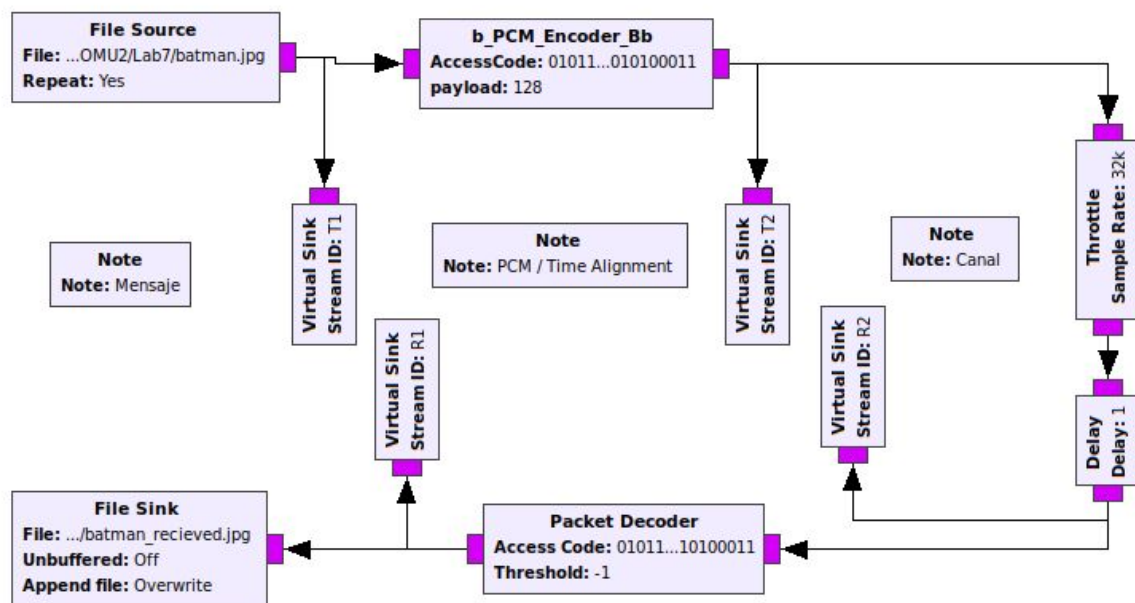 File Source
File: ...OMU2/Lab7/batman.jpg
Repeat: Yes
b_PCM_Encoder_Bb
AccessCode: 01011...010100011
payload: 128
Virtual Sink
Stream ID: T1
Virtual Sink
Stream ID: T2
Throttle
Sample Rate: 32k
Note
Note: Mensaje
Note
Note: PCM / Time Alignment
Note
Note: Canal
Virtual Sink
Stream ID: R1
Virtual Sink
Stream ID: R2
Delay
Delay: 1
File Sink
File: .../batman_recieved.jpg
Unbuffered: Off
Append file: Overwrite
Packet Decoder
Access Code: 01011...10100011
Threshold: -1